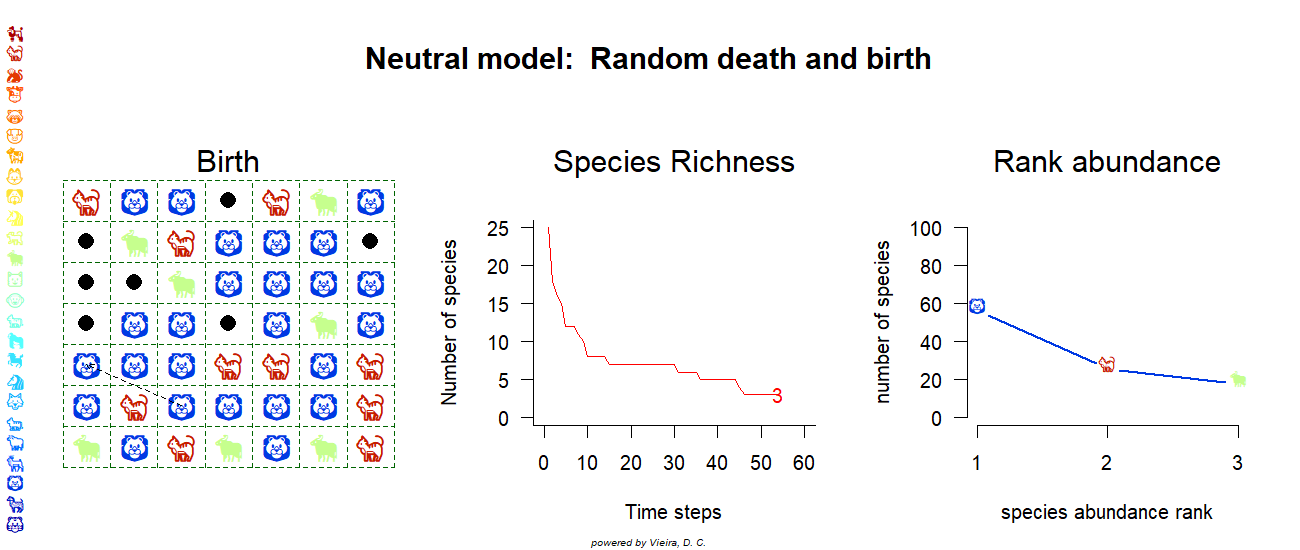 Neutral model:  Random death and birth
Birth
Species Richness
Number of species
25
20
15
10
5
0
3
0 10 20 30 40 50 60
Time steps
Rank abundance
number of species
100
80
60
40
20
0
1 2 3
species abundance rank
powered by Vieira, D. C.